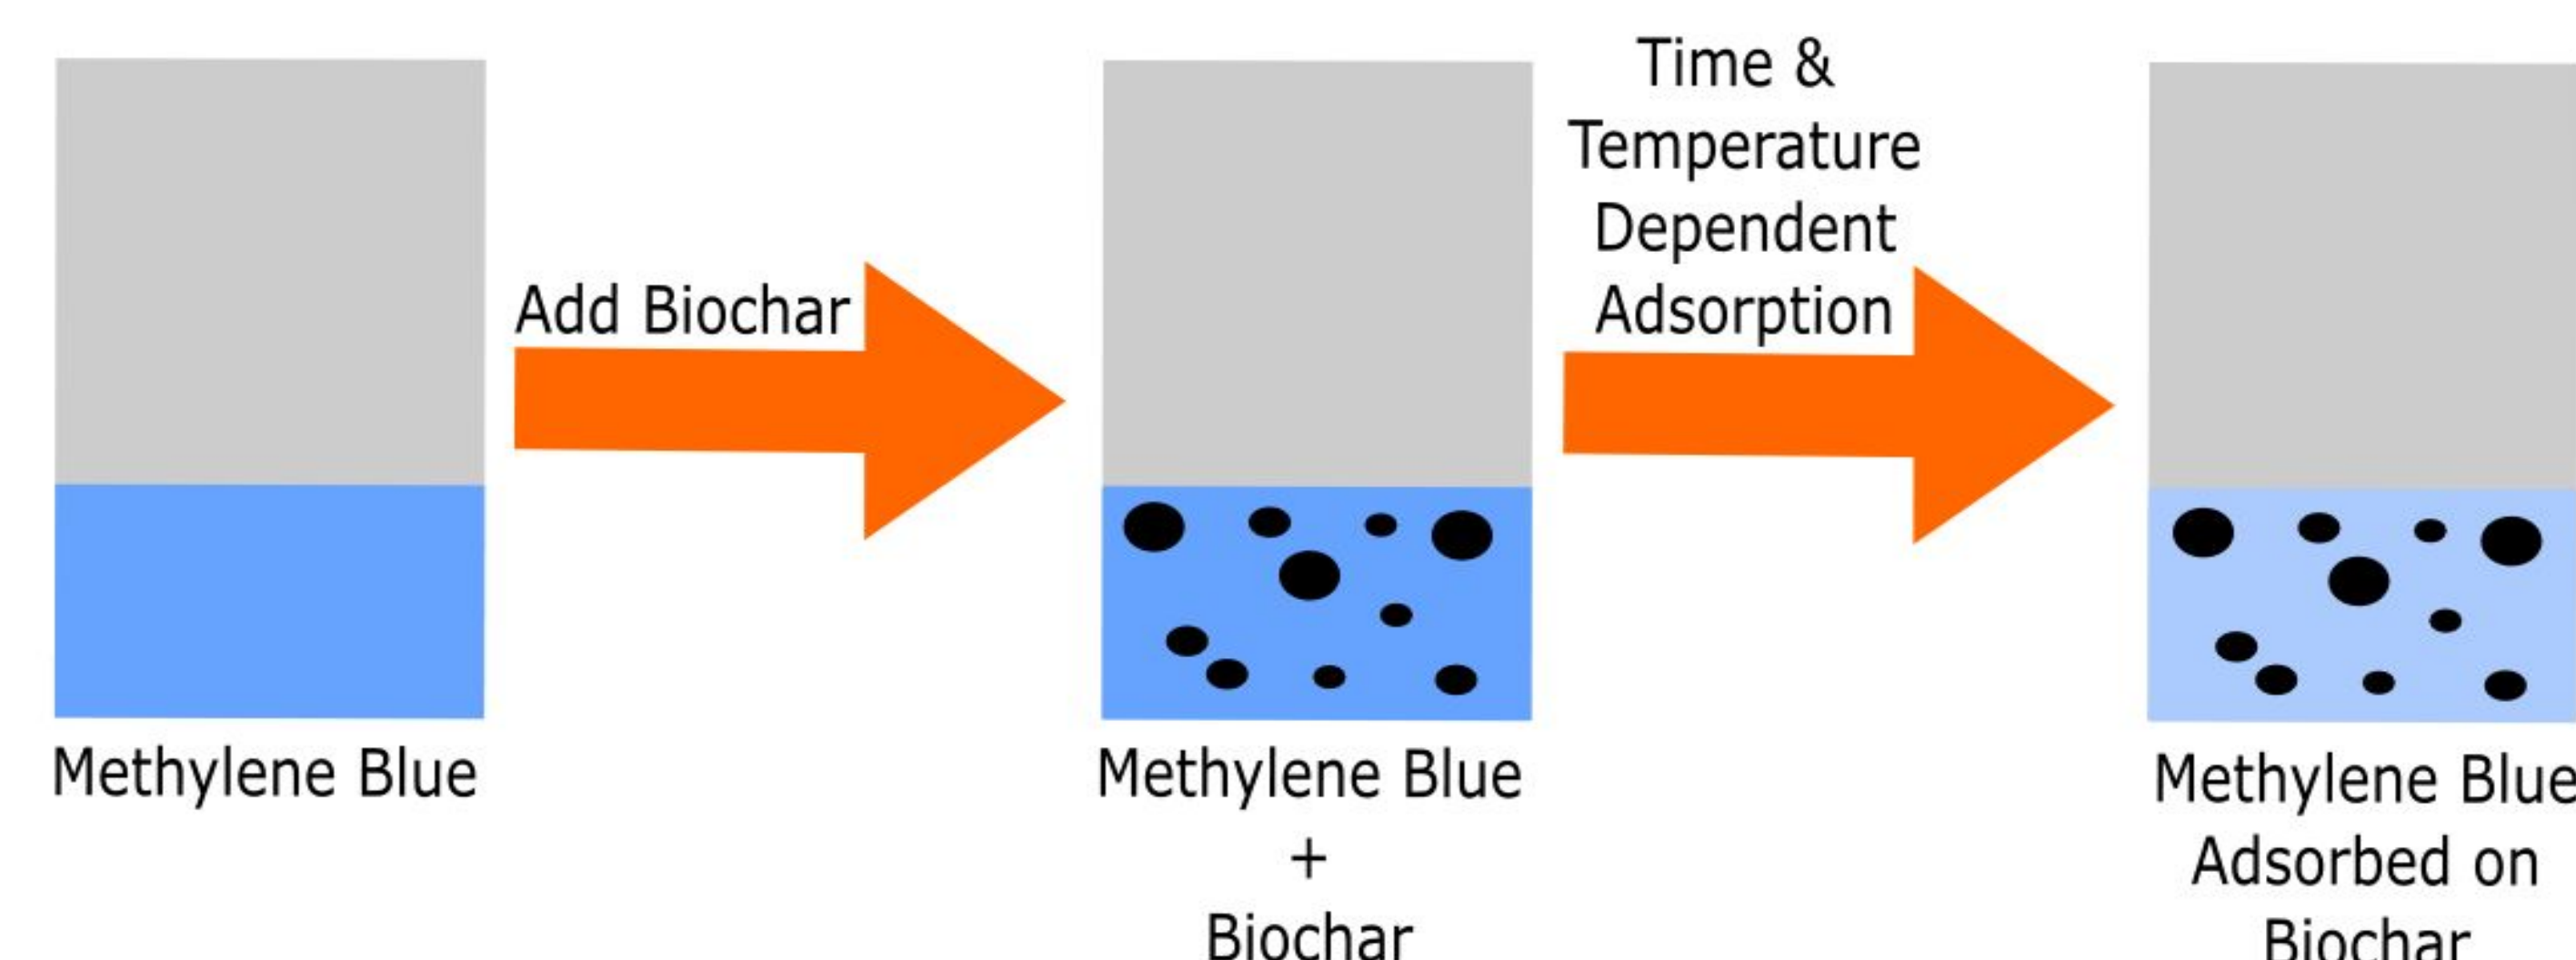 Time &
Temperature
Dependent
Adsorption
Add Biochar
Methylene Blue
Methylene Blue
+
Biochar
Methylene Blue
Adsorbed on
Biochar